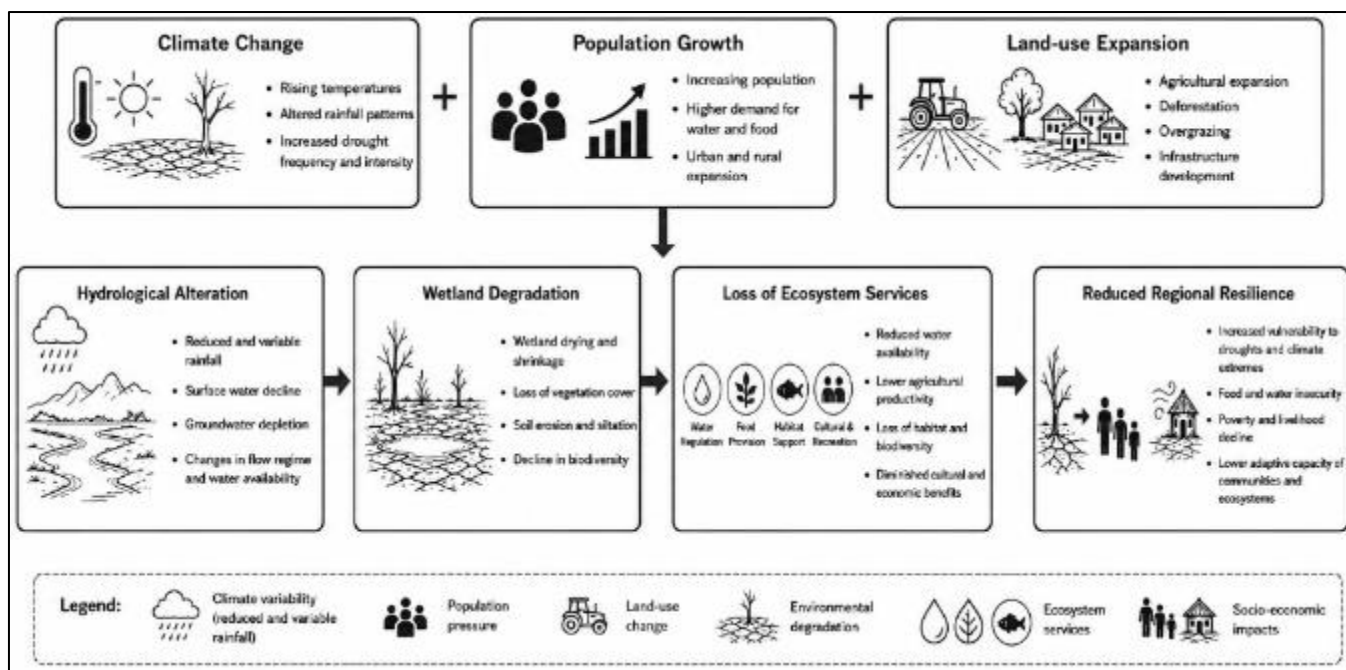 Climate Change
• Rising temperatures
• Altered rainfall patterns
• Increased drought
frequency and intensity
+
Population Growth
• Increasing population
• Higher demand for
water and food
• Urban and rural
expansion
+
Land-use Expansion
• Agricultural expansion
• Deforestation
• Overgrazing
• Infrastructure
development
Hydrological Alteration
• Reduced and variable
rainfall
• Surface water decline
• Groundwater depletion
• Changes in flow regime
and water availability
Wetland Degradation
• Wetland drying and
shrinkage
• Loss of vegetation cover
• Soil erosion and siltation
• Decline in biodiversity
Loss of Ecosystem Services
Water
Regulation
Food
Provision
Habitat
Support
Cultural &
Recreation
• Reduced water
availability
• Lower agricultural
productivity
• Loss of habitat and
biodiversity
• Diminished cultural and
economic benefits
Reduced Regional Resilience
• Increased vulnerability to
droughts and climate
extremes
• Food and water insecurity
• Poverty and livelihood
decline
• Lower adaptive capacity of
communities and
ecosystems
Legend:
Climate variability
(reduced and variable
rainfall)
Population
pressure
Land-use
change
Environmental
degradation
Ecosystem
services
Socio-economic
impacts